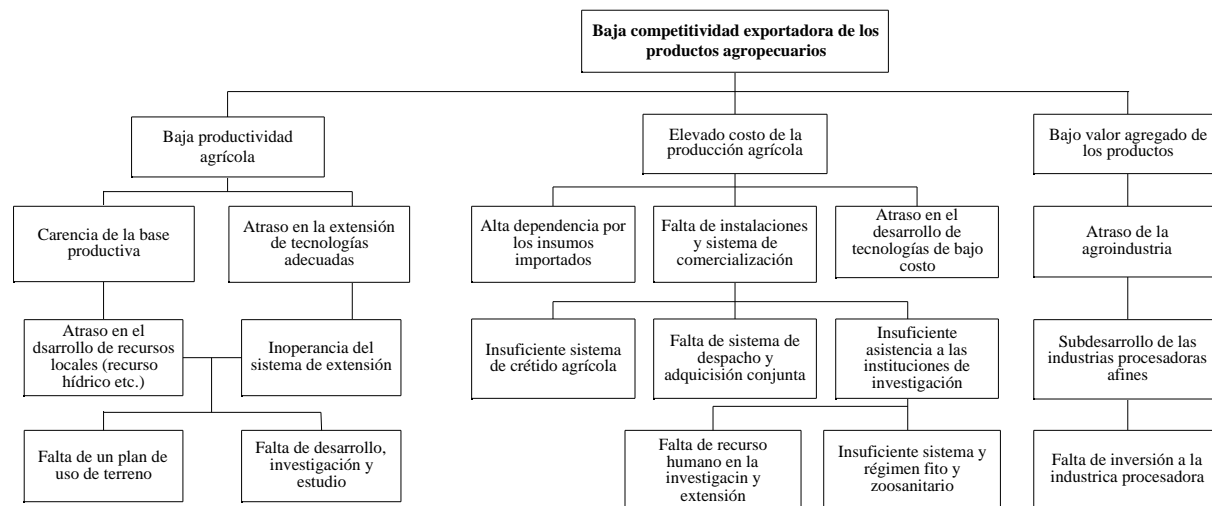 Baja competitividad exportadora de los
productos agropecuarios
Baja productividad
agrícola
Elevado costo de la
producción agrícola
Bajo valor agregado de
los productos
Carencia de la base
productiva
Atraso en la extensión
de tecnologías
adecuadas
Alta dependencia por
los insumos
importados
Falta de instalaciones
y sistema de
comercialización
Atraso en el
desarrollo de
tecnologías de bajo
costo
Atraso de la
agroindustria
Atraso en el
dsarrollo de recursos
locales (recurso
hídrico etc.)
Inoperancia del
sistema de extensión
Insuficiente sistema
de crétido agrícola
Falta de sistema de
despacho y
adquicisión conjunta
Insuficiente
asistencia a las
instituciones de
investigación
Subdesarrollo de las
industrias procesadoras
afines
Falta de un plan de
uso de terreno
Falta de desarrollo,
investigación y
estudio
Falta de recurso
humano en la
investigacin y
extensión
Insuficiente sistema y
régimen fito y
zoosanitario
Falta de inversión a la
industrica procesadora